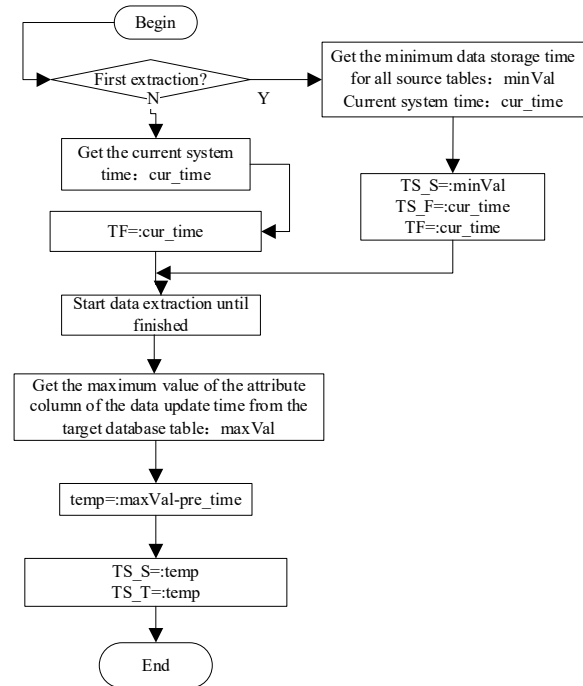 Begin
First extraction?
N
Y
Get the minimum data storage time
for all source tables：minVal
Current system time：cur_time
Get the current system
time：cur_time
TS_S=:minVal
TS_F=:cur_time
TF=:cur_time
TF=:cur_time
Start data extraction until
finished
Get the maximum value of the attribute
column of the data update time from the
target database table：maxVal
temp=:maxVal-pre_time
TS_S=:temp
TS_T=:temp
End